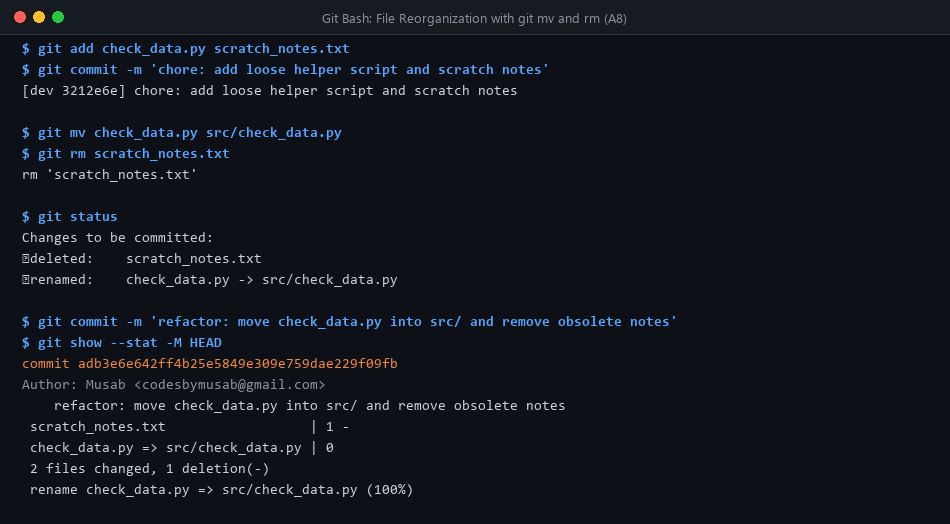 Git Bash: File Reorganization with git mv and rm (A8)
$ git add check_data.py scratch_notes.txt
$ git commit -m 'chore: add loose helper script and scratch notes'
[dev 3212e6e] chore: add loose helper script and scratch notes
$ git mv check_data.py src/check_data.py
$ git rm scratch_notes.txt
rm 'scratch_notes.txt'
$ git status
Changes to be committed:
deleted:    scratch_notes.txt
renamed:    check_data.py -> src/check_data.py
$ git commit -m 'refactor: move check_data.py into src/ and remove obsolete notes'
$ git show --stat -M HEAD
commit adb3e6e642ff4b25e5849e309e759dae229f09fb
Author: Musab <codesbymusab@gmail.com>
    refactor: move check_data.py into src/ and remove obsolete notes
 scratch_notes.txt                  | 1 -
 check_data.py => src/check_data.py | 0
 2 files changed, 1 deletion(-)
 rename check_data.py => src/check_data.py (100%)